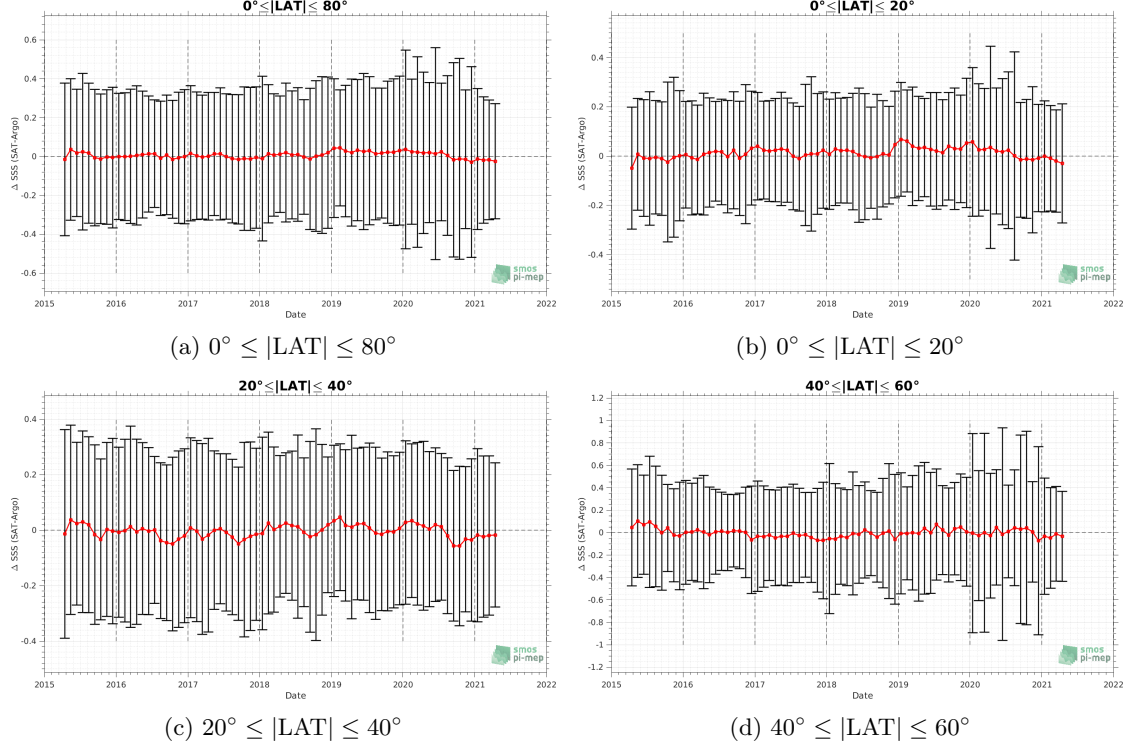 0°≤|LAT|≤ 80°
Δ SSS (SAT-Argo)
0.6
0.4
0.2
0
-0.2
-0.4
-0.6
smos
pi-mep
2015 2016 2017 2018 2019 2020 2021 2022
Date
(a) 0° ≤ |LAT| ≤ 80°
0°≤|LAT|≤ 20°
Δ SSS (SAT-Argo)
0.4
0.2
0
-0.2
-0.4
smos
pi-mep
2015 2016 2017 2018 2019 2020 2021 2022
Date
(b) 0° ≤ |LAT| ≤ 20°
20°≤|LAT|≤ 40°
Δ SSS (SAT-Argo)
0.4
0.2
0
-0.2
-0.4
smos
pi-mep
2015 2016 2017 2018 2019 2020 2021 2022
Date
(c) 20° ≤ |LAT| ≤ 40°
40°≤|LAT|≤ 60°
Δ SSS (SAT-Argo)
1.2
1
0.8
0.6
0.4
0.2
0
-0.2
-0.4
-0.6
-0.8
-1
-1.2
smos
pi-mep
2015 2016 2017 2018 2019 2020 2021 2022
Date
(d) 40° ≤ |LAT| ≤ 60°